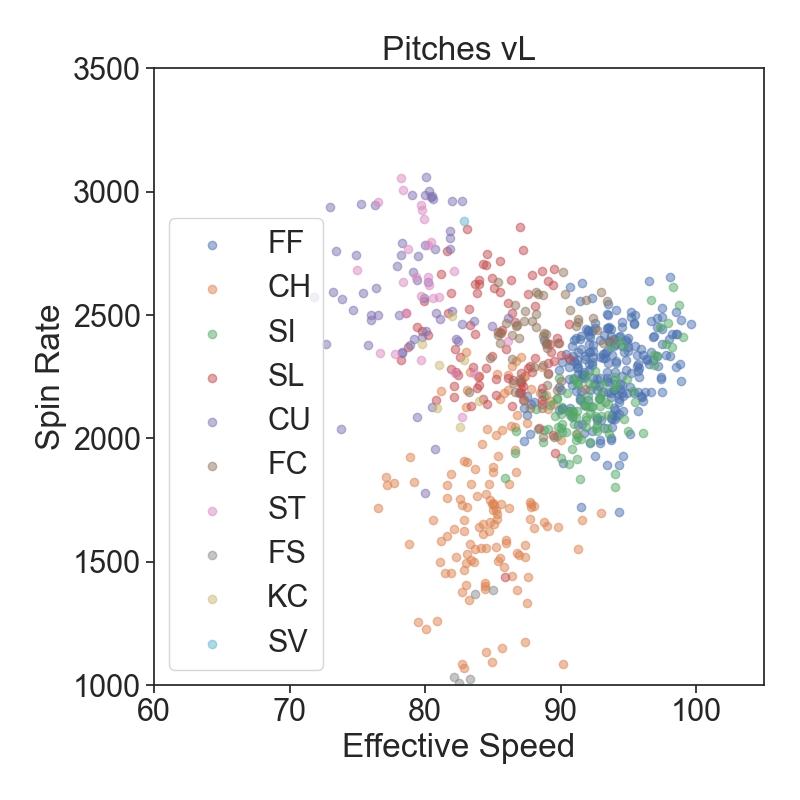 Pitches vL
3500
3000
2500
2000
1500
1000
Spin Rate
FF
CH
SI
SL
CU
FC
ST
FS
KC
SV
60 70 80 90 100
Effective Speed